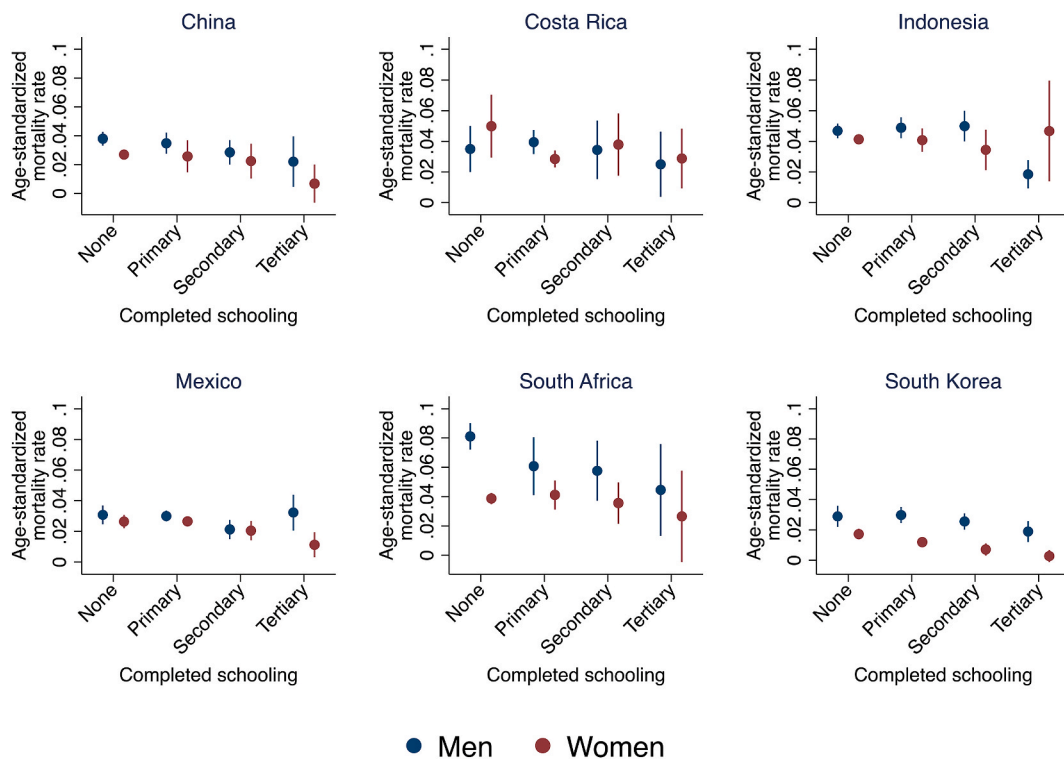 China
Age-standardized
mortality rate
0 .02 .04 .06 .08 .1
None Primary Secondary Tertiary
Completed schooling
Costa Rica
Age-standardized
mortality rate
0 .02 .04 .06 .08 .1
None Primary Secondary Tertiary
Completed schooling
Indonesia
Age-standardized
mortality rate
0 .02 .04 .06 .08 .1
None Primary Secondary Tertiary
Completed schooling
Mexico
Age-standardized
mortality rate
0 .02 .04 .06 .08 .1
None Primary Secondary Tertiary
Completed schooling
South Africa
Age-standardized
mortality rate
0 .02 .04 .06 .08 .1
None Primary Secondary Tertiary
Completed schooling
South Korea
Age-standardized
mortality rate
0 .02 .04 .06 .08 .1
None Primary Secondary Tertiary
Completed schooling
Men Women